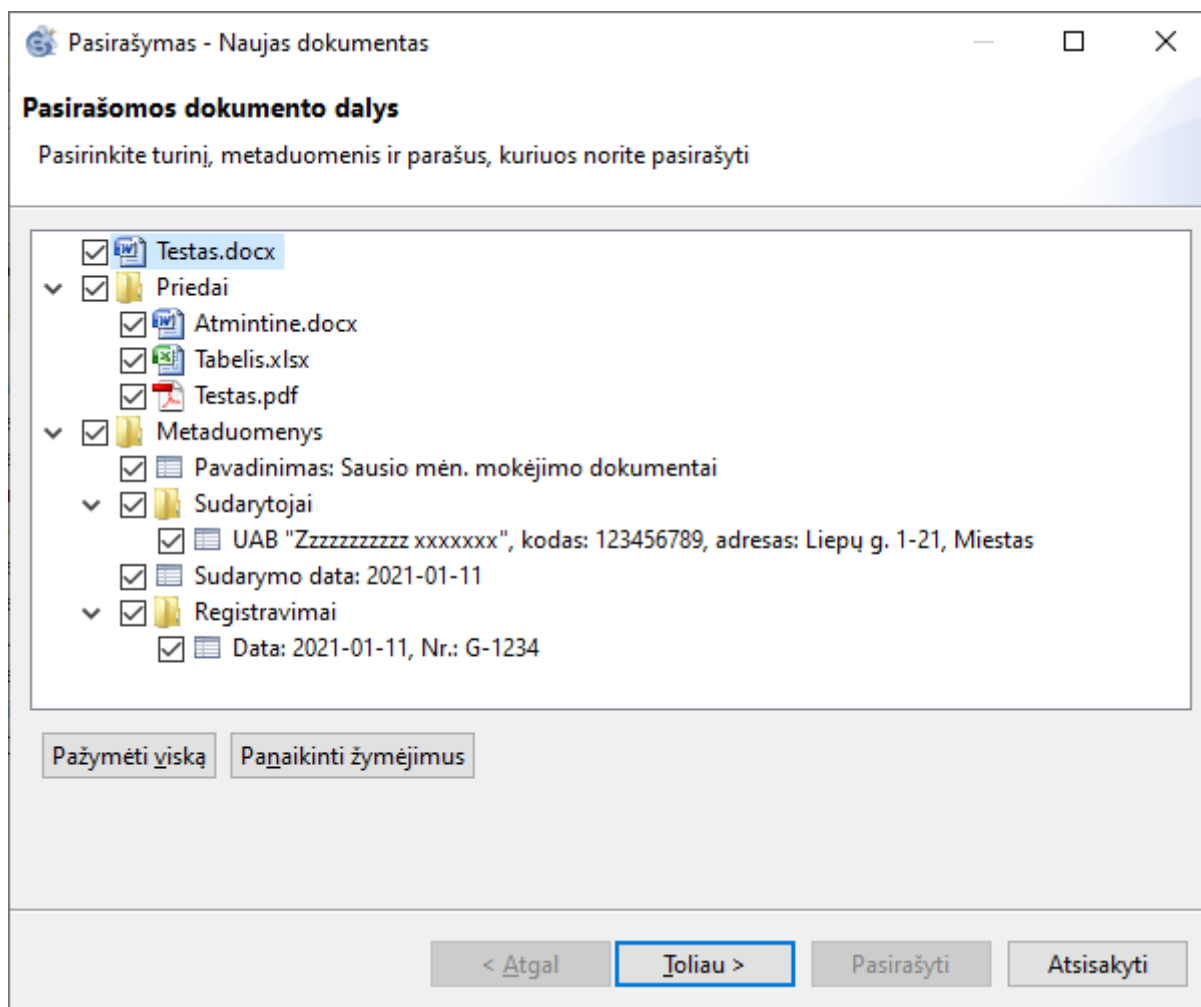 Pasirašymas - Naujas dokumentas
Pasirašomos dokumento dalys
Pasirinkite turinį, metaduomenis ir parašus, kuriuos norite pasirašyti
Testas.docx
Priedai
Atmintine.docx
Tabelis.xlsx
Testas.pdf
Metaduomenys
Pavadinimas: Sausio mėn. mokėjimo dokumentai
Sudarytojai
UAB "Zzzzzzzzzzz xxxxxxx", kodas: 123456789, adresas: Liepų g. 1-21, Miestas
Sudarymo data: 2021-01-11
Registravimai
Data: 2021-01-11, Nr.: G-1234
Pažymėti viską Panaikinti žymėjimus
< Atgal Toliau > Pasirašyti Atsisakyti